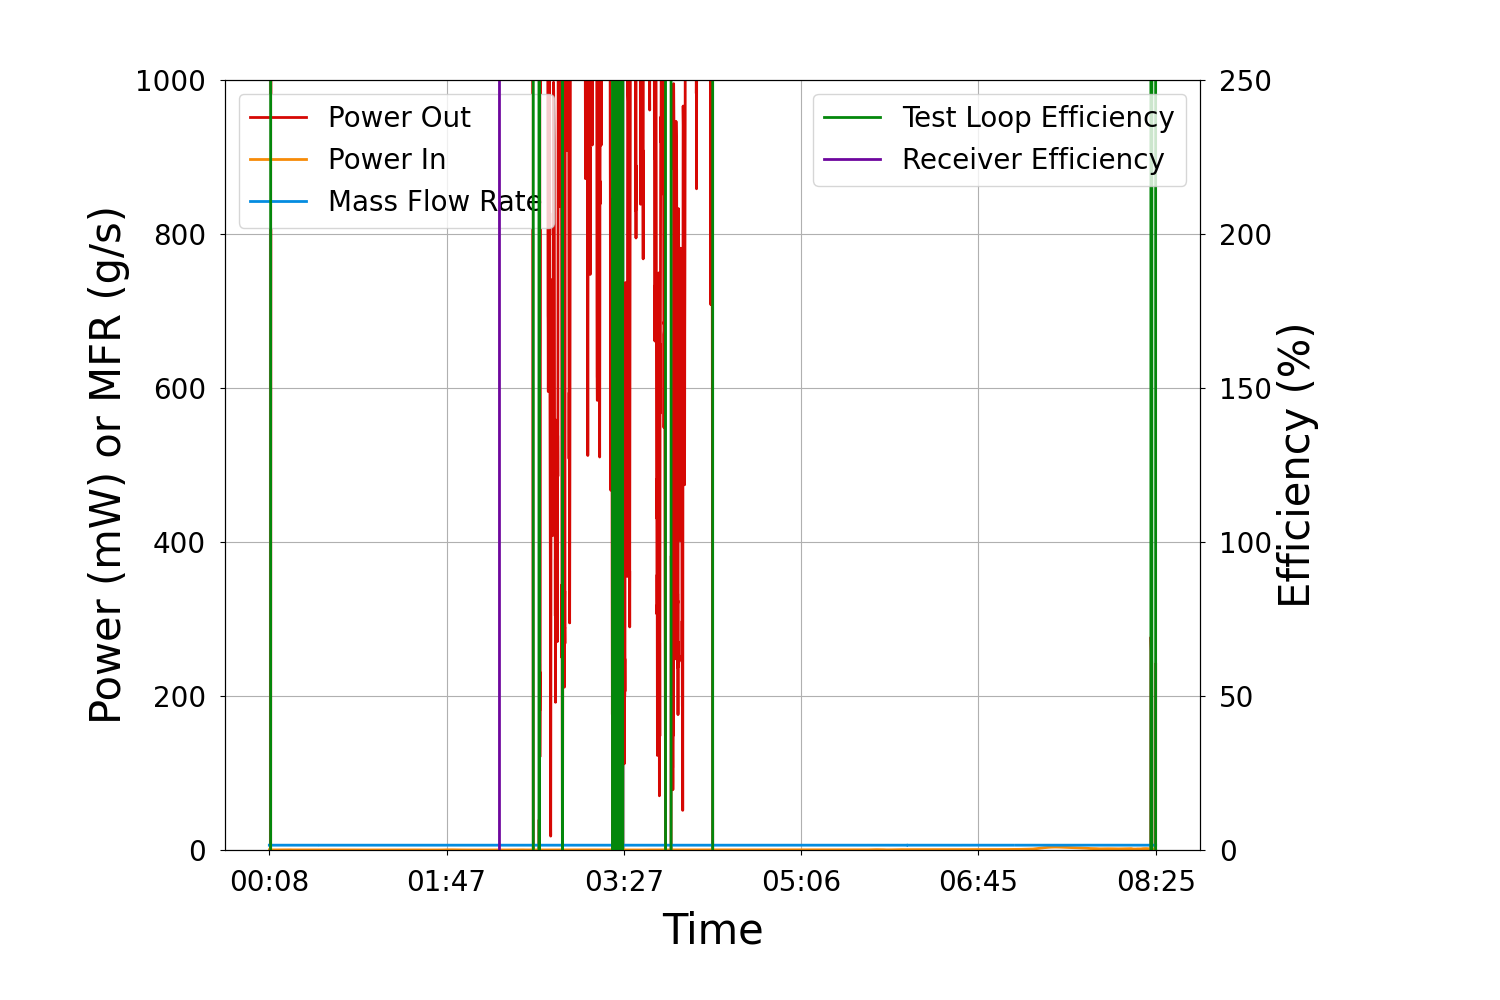 1000
800
600
400
200
0
Power (mW) or MFR (g/s)
Power Out
Power In
Mass Flow Rate
Test Loop Efficiency
Receiver Efficiency
250
200
150
100
50
0
Efficiency (%)
00:08 01:47 03:27 05:06 06:45 08:25
Time